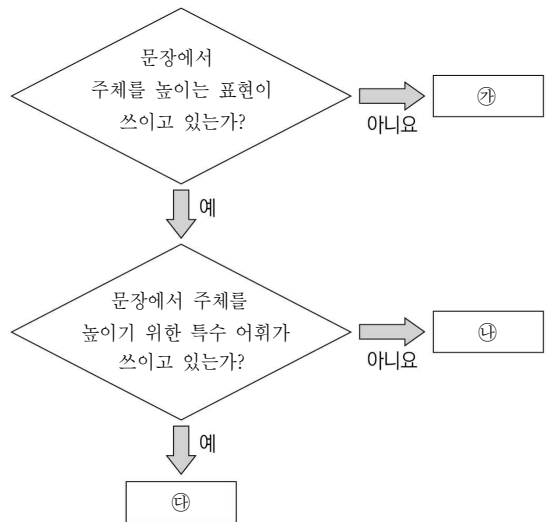 문장에서
주체를 높이는 표현이
쓰이고 있는가?
아니요
㉮
예
문장에서 주체를
높이기 위한 특수 어휘가
쓰이고 있는가?
아니요
㉯
예
㉰